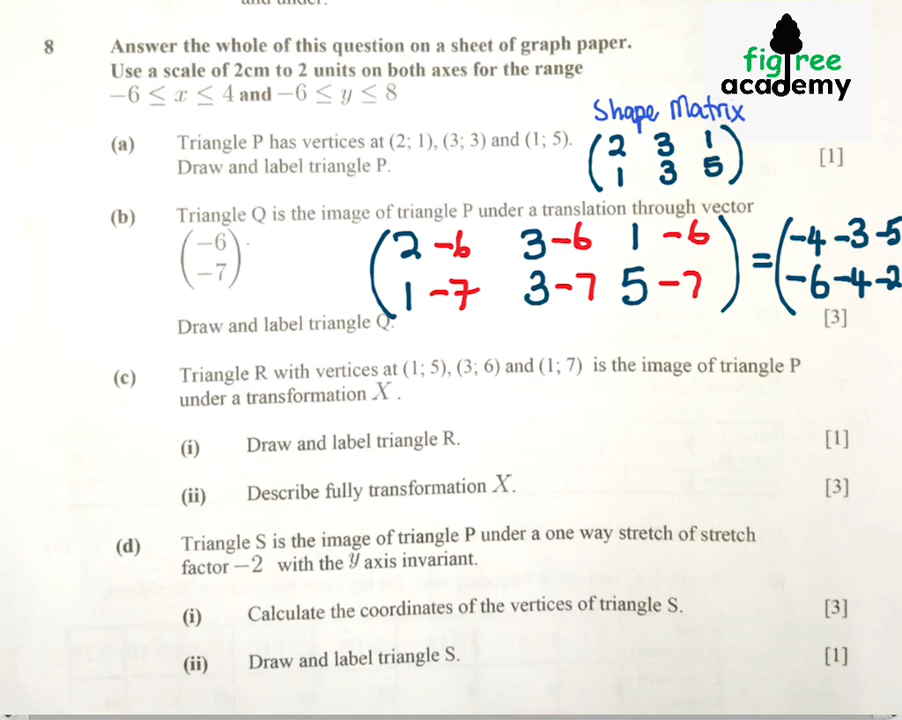 8 Answer the whole of this question on a sheet of graph paper.
Use a scale of 2cm to 2 units on both axes for the range
−6 ≤ x ≤ 4 and −6 ≤ y ≤ 8
figtree
academy
Shape Matrix
(a) Triangle P has vertices at (2; 1), (3; 3) and (1; 5).
Draw and label triangle P. [1]
(2 3 1
1 3 5)
(b) Triangle Q is the image of triangle P under a translation through vector
(−6
−7).
(2 −6 3 −6 1 −6
1 −7 3 −7 5 −7)
= (−4 −3 −5
−6 −4 −2
Draw and label triangle Q. [3]
(c) Triangle R with vertices at (1; 5), (3; 6) and (1; 7) is the image of triangle P
under a transformation X .
(i) Draw and label triangle R. [1]
(ii) Describe fully transformation X. [3]
(d) Triangle S is the image of triangle P under a one way stretch of stretch
factor −2 with the y axis invariant.
(i) Calculate the coordinates of the vertices of triangle S. [3]
(ii) Draw and label triangle S. [1]